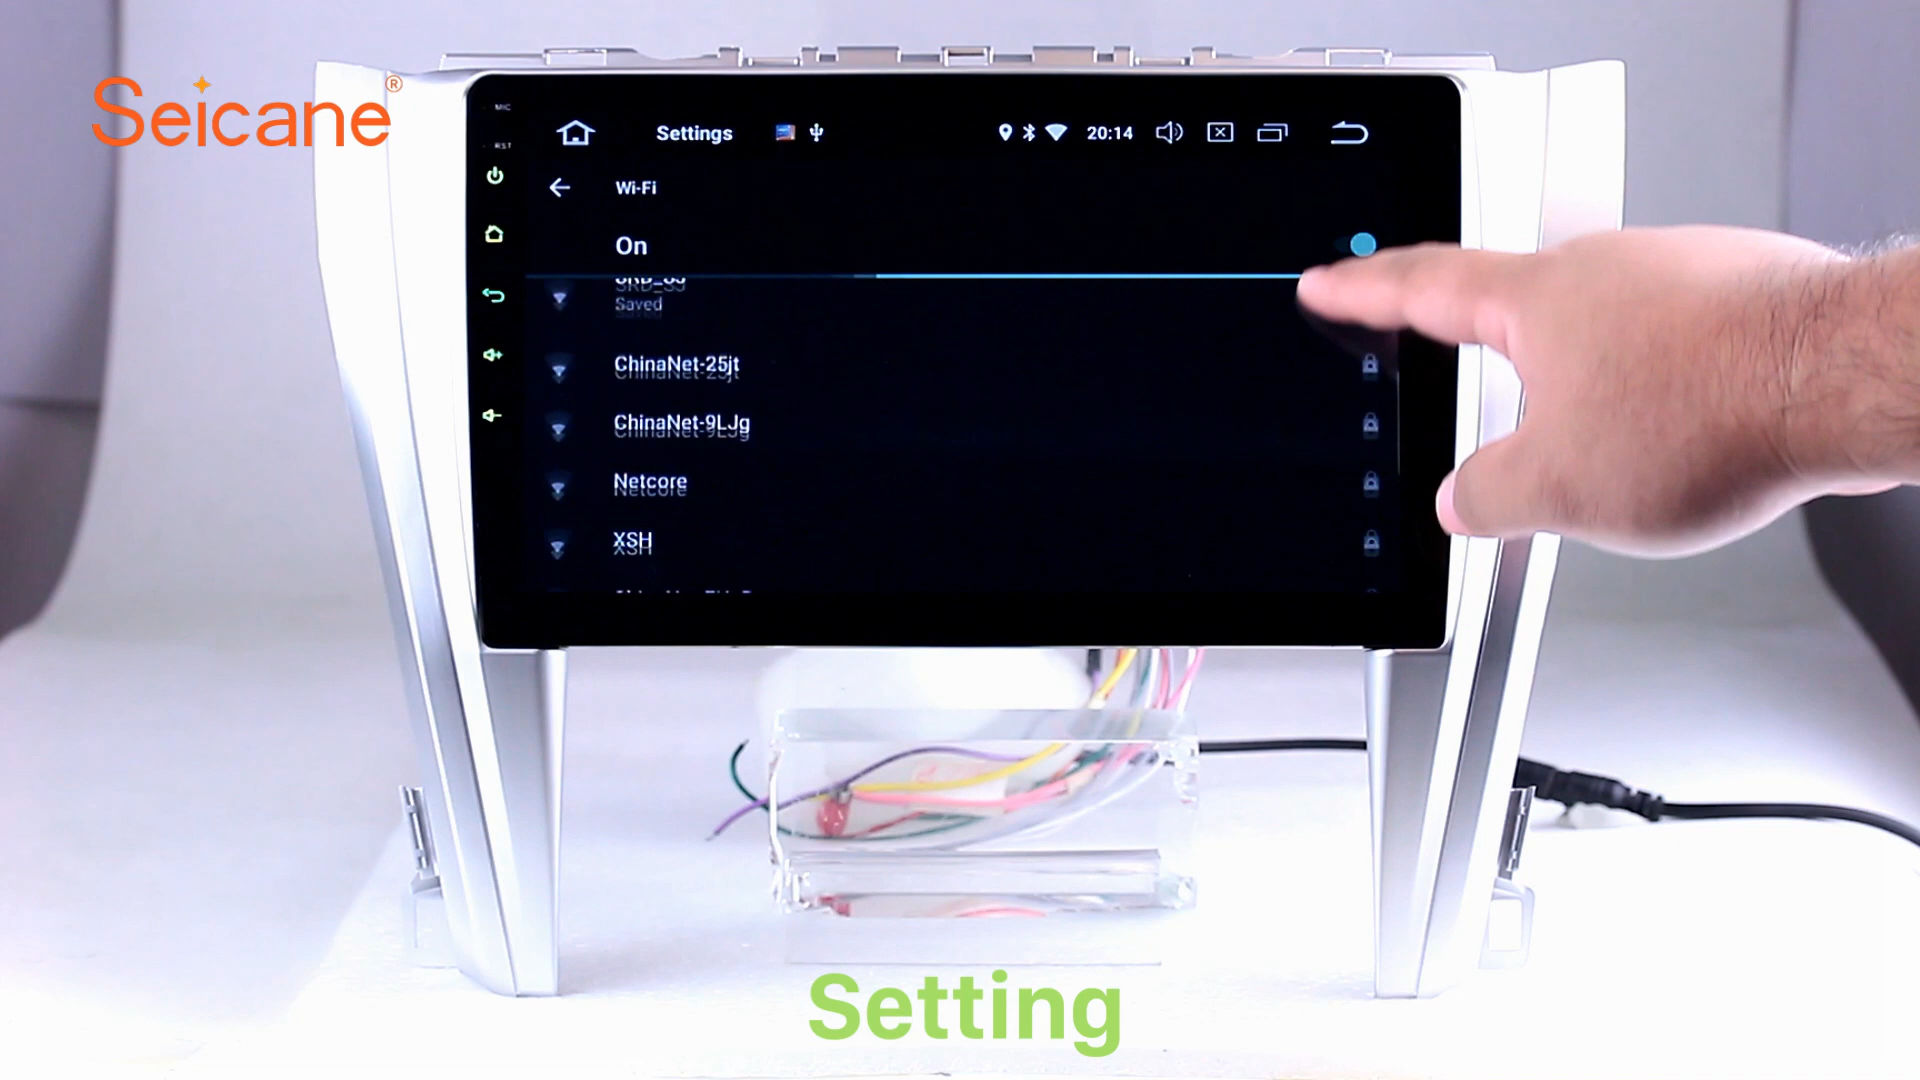 Seicane®
MIC
RST
Settings
20:14
Wi-Fi
On
Saved
ChinaNet-25jt
ChinaNet-9LJg
Netcore
XSH
Setting